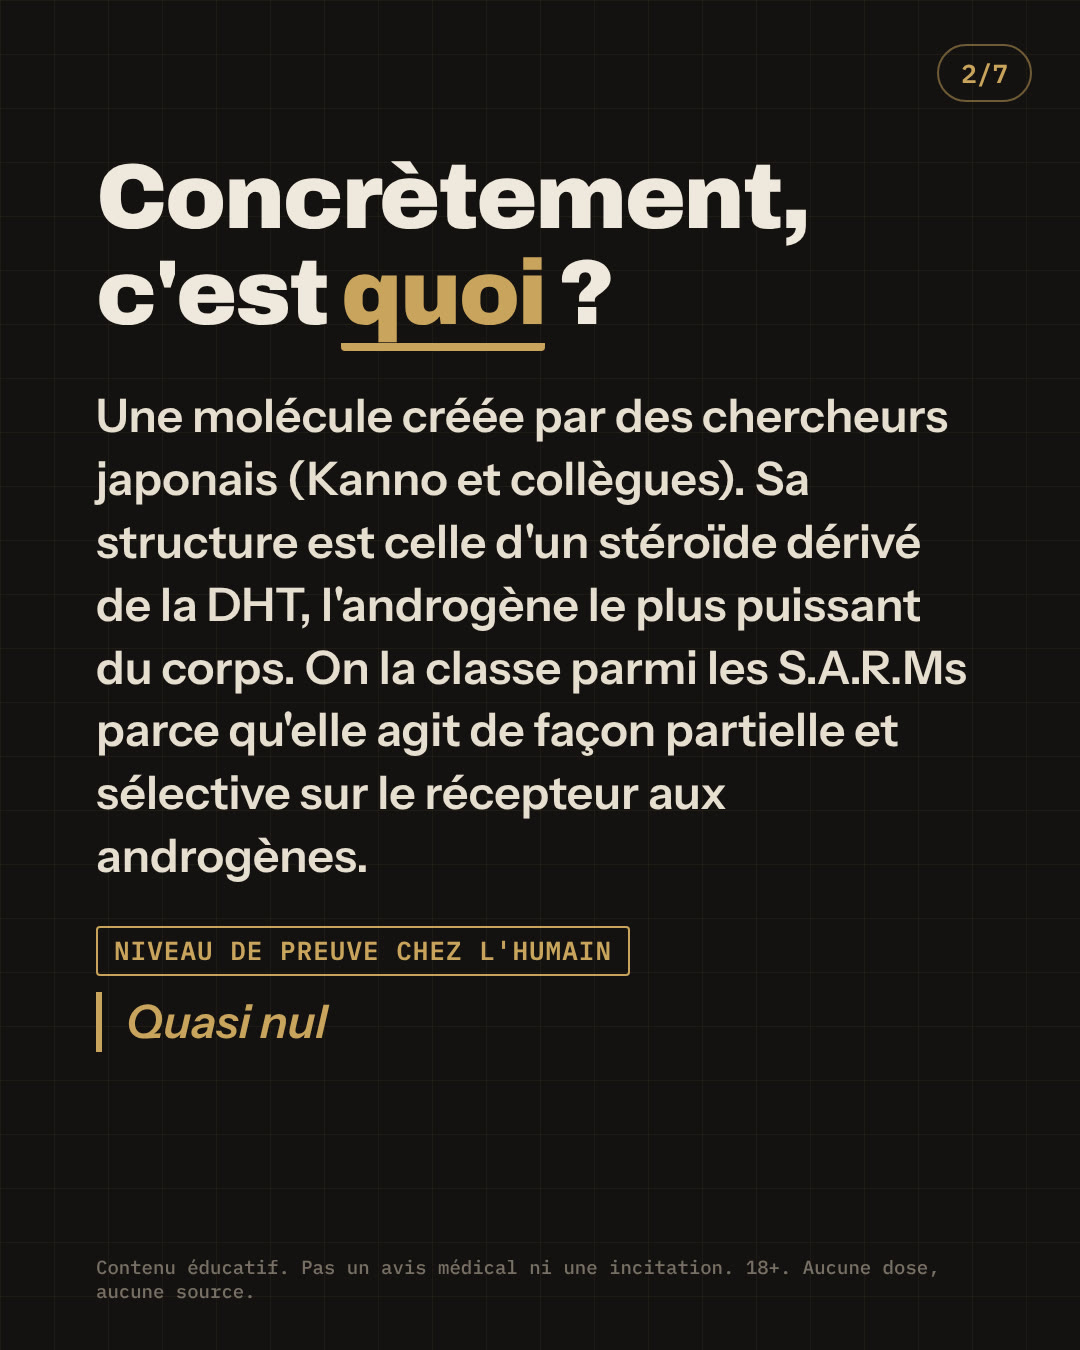 2/7
Concrètement,
c'est quoi ?
Une molécule créée par des chercheurs
japonais (Kanno et collègues). Sa
structure est celle d'un stéroïde dérivé
de la DHT, l'androgène le plus puissant
du corps. On la classe parmi les S.A.R.Ms
parce qu'elle agit de façon partielle et
sélective sur le récepteur aux
androgènes.
NIVEAU DE PREUVE CHEZ L'HUMAIN
Quasi nul
Contenu éducatif. Pas un avis médical ni une incitation. 18+. Aucune dose,
aucune source.